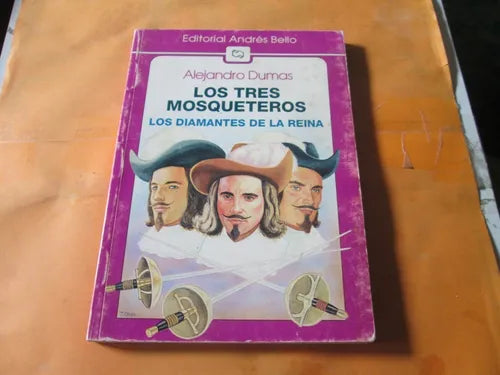 Editorial Andrés Bello
Alejandro Dumas
LOS TRES
MOSQUETEROS
LOS DIAMANTES DE LA REINA